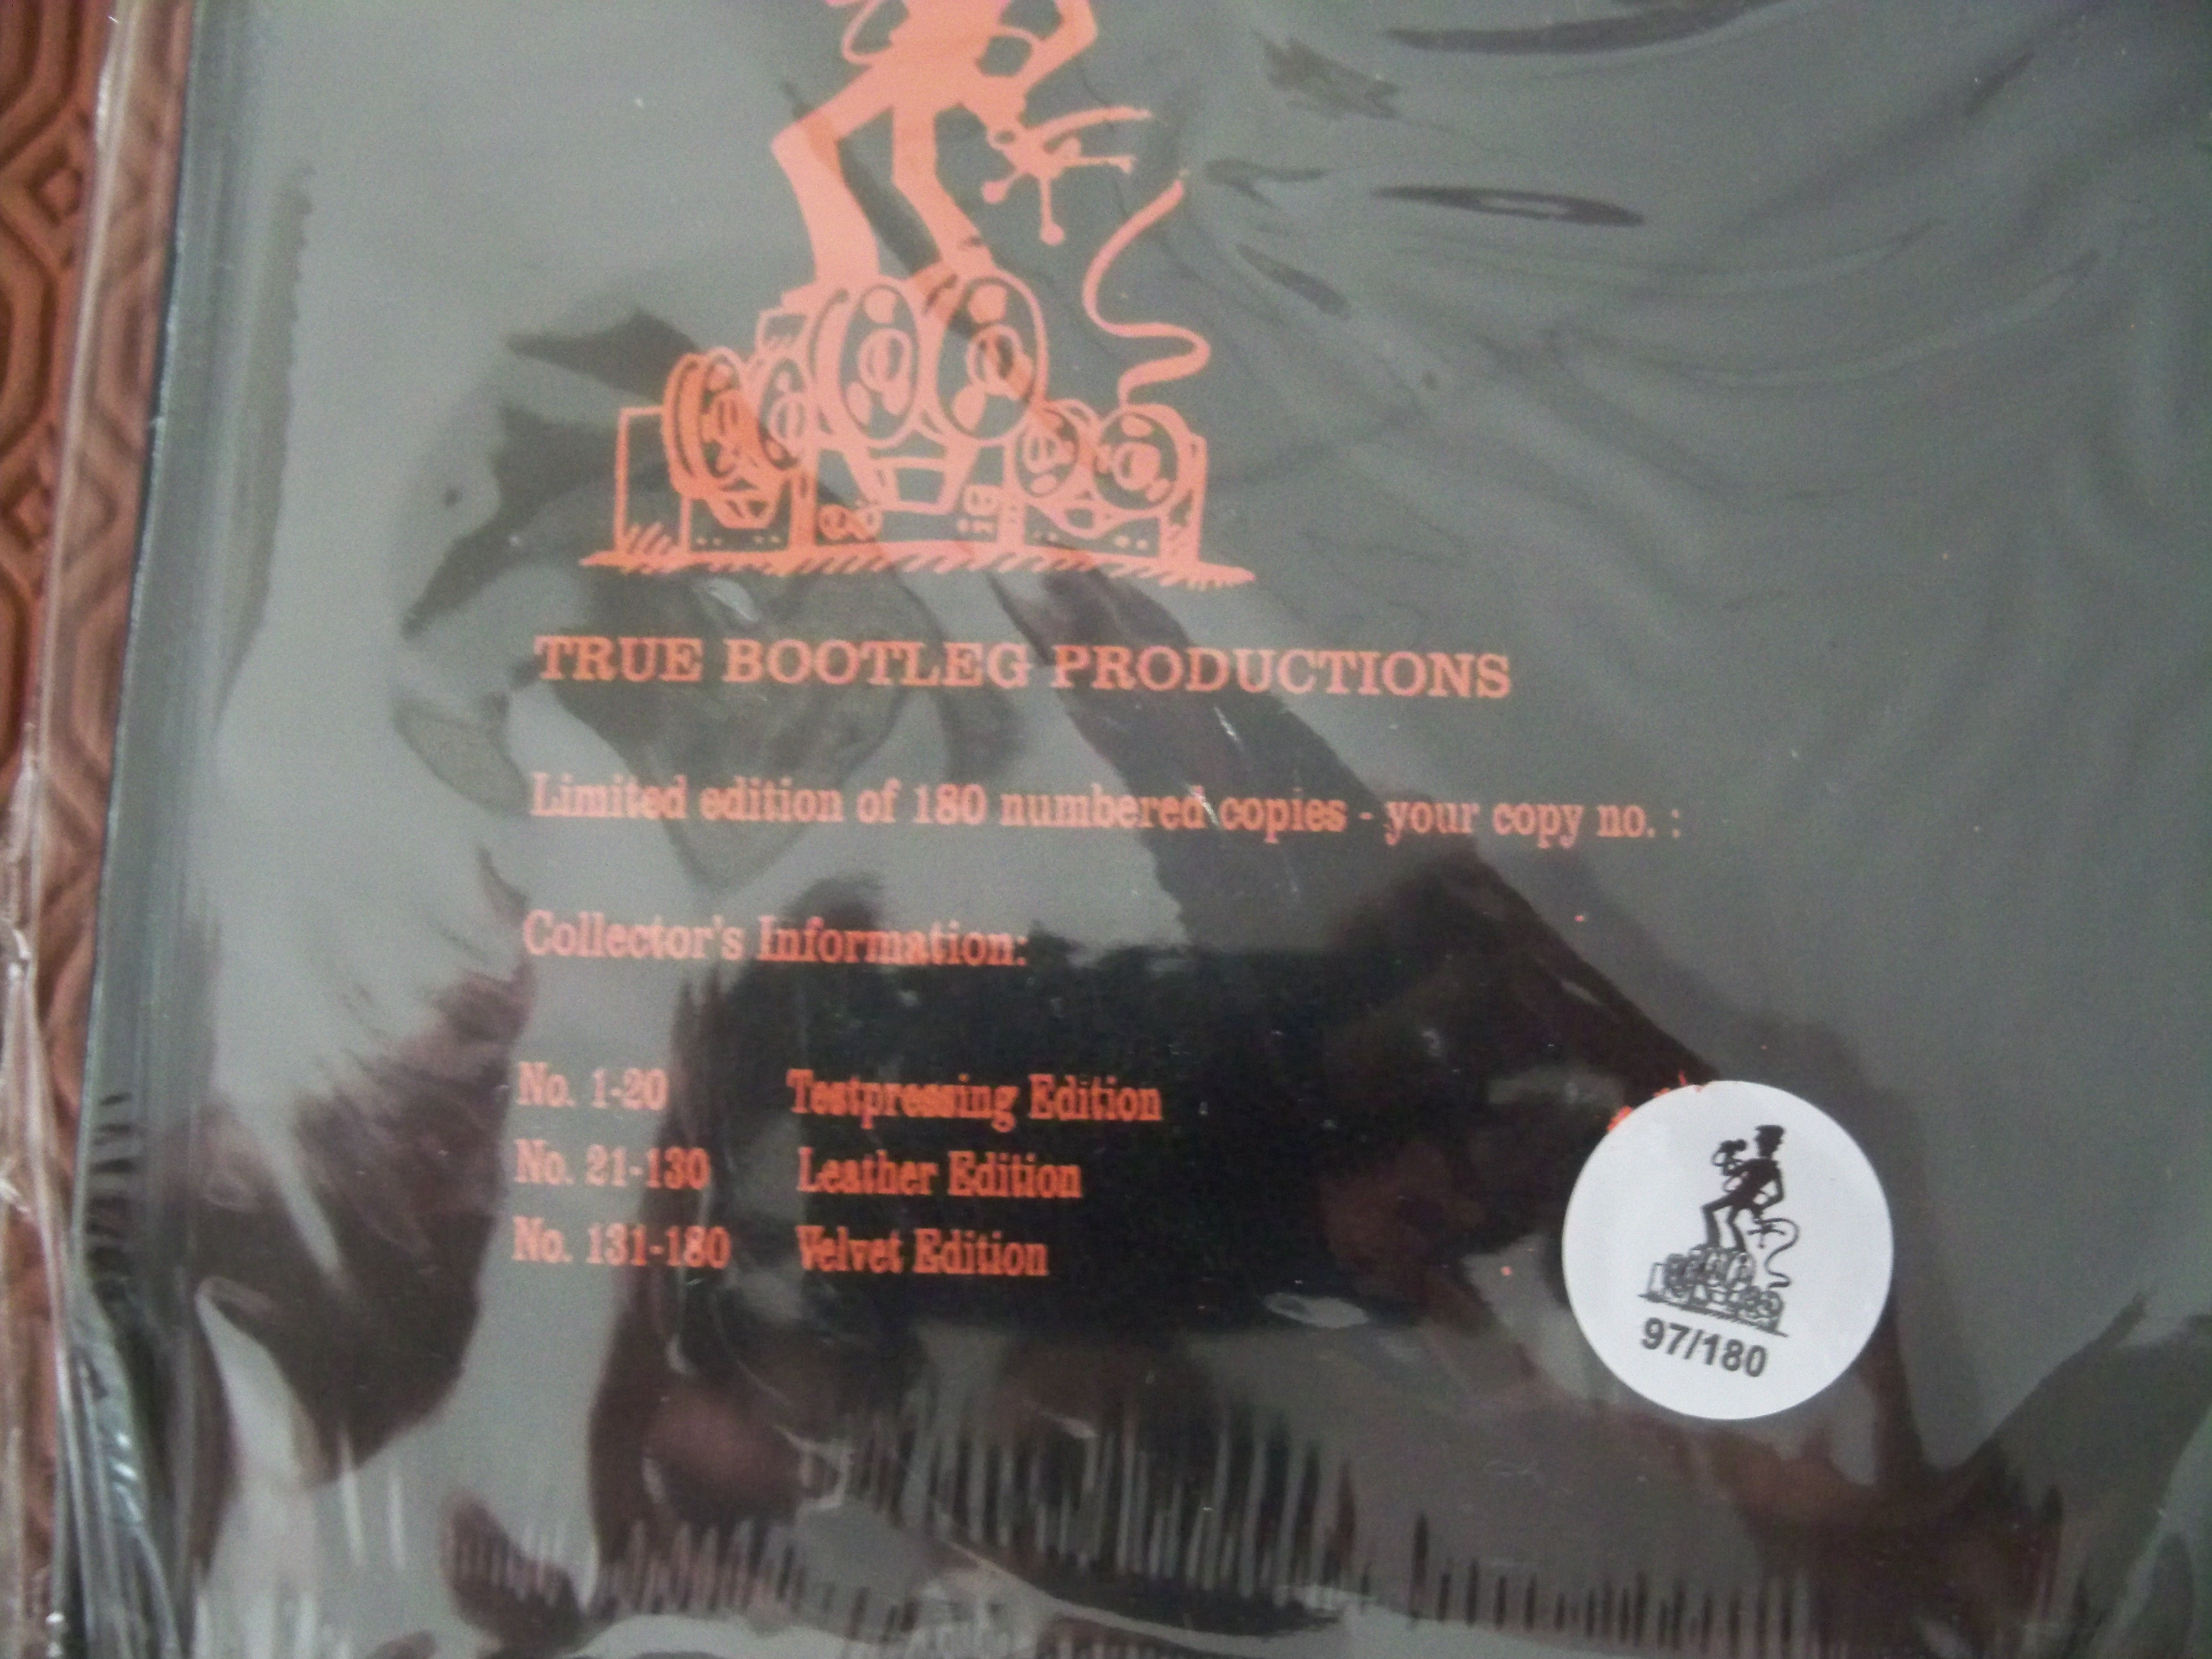 TRUE BOOTLEG PRODUCTIONS
Limited edition of 180 numbered copies - your copy no. :
Collector's Information:
No. 1-20 Testpressing Edition
No. 21-130 Leather Edition
No. 131-180 Velvet Edition
97/180